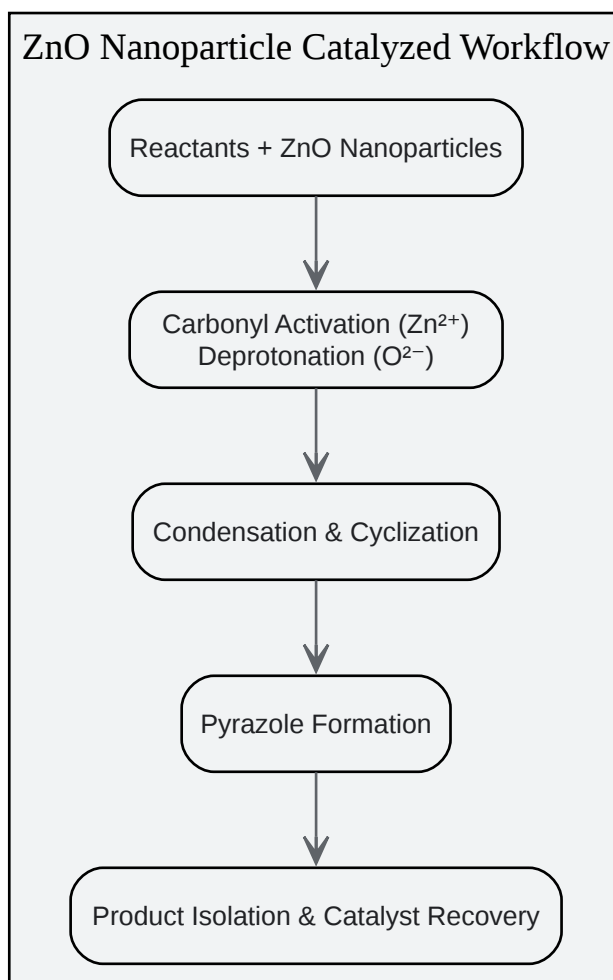 ZnO Nanoparticle Catalyzed Workflow
Reactants + ZnO Nanoparticles
Carbonyl Activation (Zn²⁺)
Deprotonation (O²⁻)
Condensation & Cyclization
Pyrazole Formation
Product Isolation & Catalyst Recovery